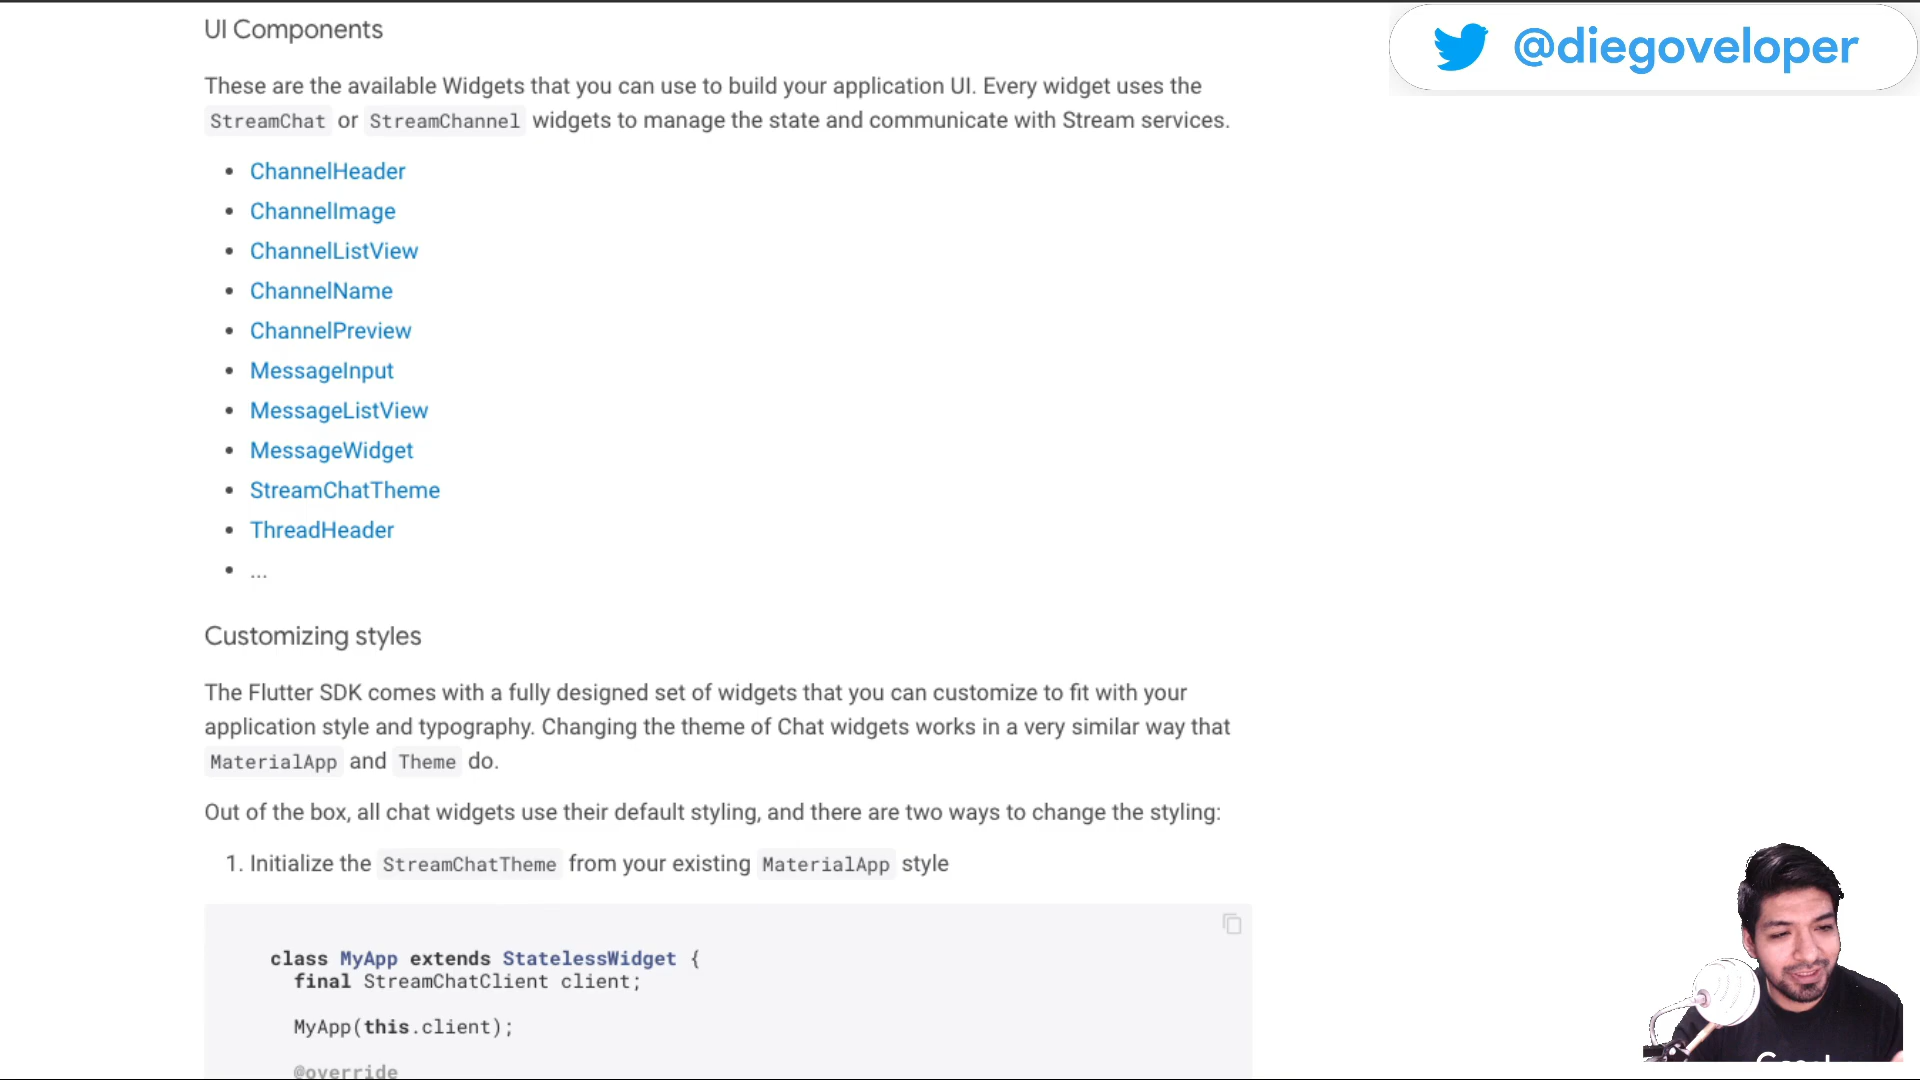 UI Components
@diegoveloper
These are the available Widgets that you can use to build your application UI. Every widget uses the
StreamChat or StreamChannel widgets to manage the state and communicate with Stream services.
• ChannelHeader
• ChannelImage
• ChannelListView
• ChannelName
• ChannelPreview
• MessageInput
• MessageListView
• MessageWidget
• StreamChatTheme
• ThreadHeader
• ...
Customizing styles
The Flutter SDK comes with a fully designed set of widgets that you can customize to fit with your
application style and typography. Changing the theme of Chat widgets works in a very similar way that
MaterialApp and Theme do.
Out of the box, all chat widgets use their default styling, and there are two ways to change the styling:
1. Initialize the StreamChatTheme from your existing MaterialApp style
class MyApp extends StatelessWidget {
final StreamChatClient client;
MyApp(this.client);
@override